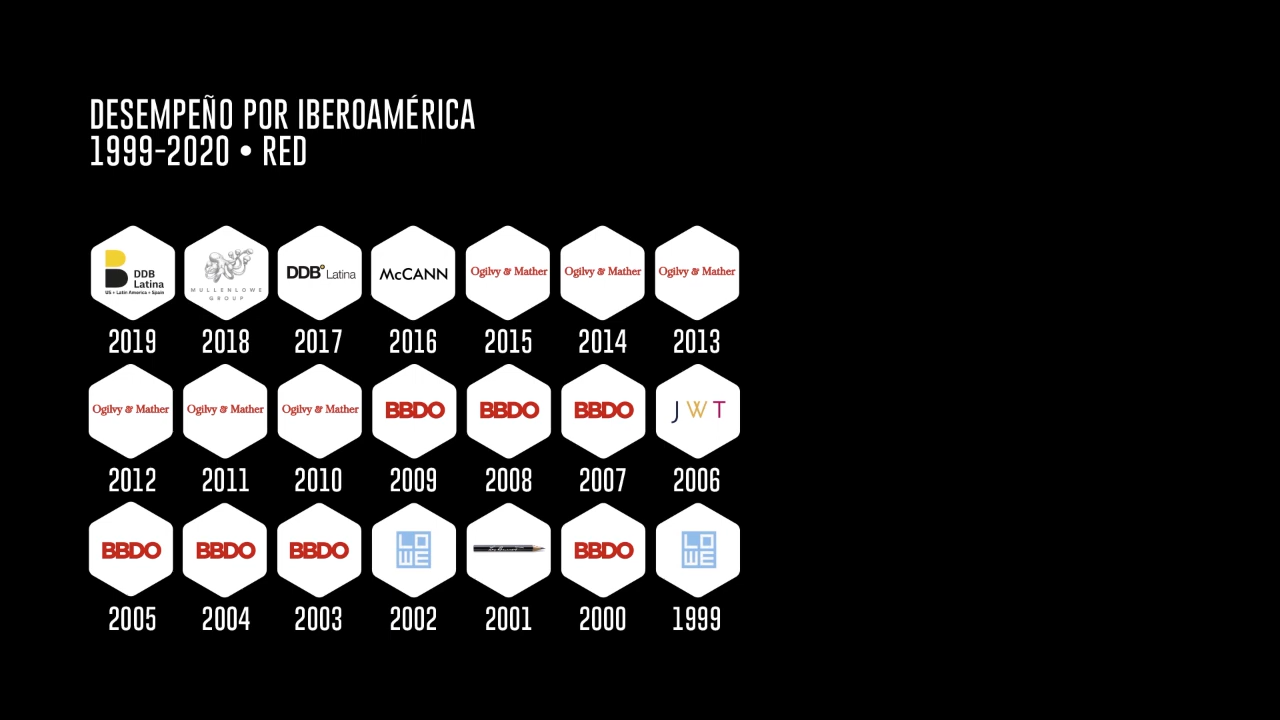 DESEMPEÑO POR IBEROAMÉRICA
1999-2020 • RED
DDB Latina
US + Latin America + Spain
MULLENLOWE GROUP
DDB° Latina
McCANN
Ogilvy & Mather
Ogilvy & Mather
Ogilvy & Mather
2019 2018 2017 2016 2015 2014 2013
Ogilvy & Mather
Ogilvy & Mather
Ogilvy & Mather
BBDO
BBDO
BBDO
JWT
2012 2011 2010 2009 2008 2007 2006
BBDO
BBDO
BBDO
LOWE
BBDO
LOWE
2005 2004 2003 2002 2001 2000 1999